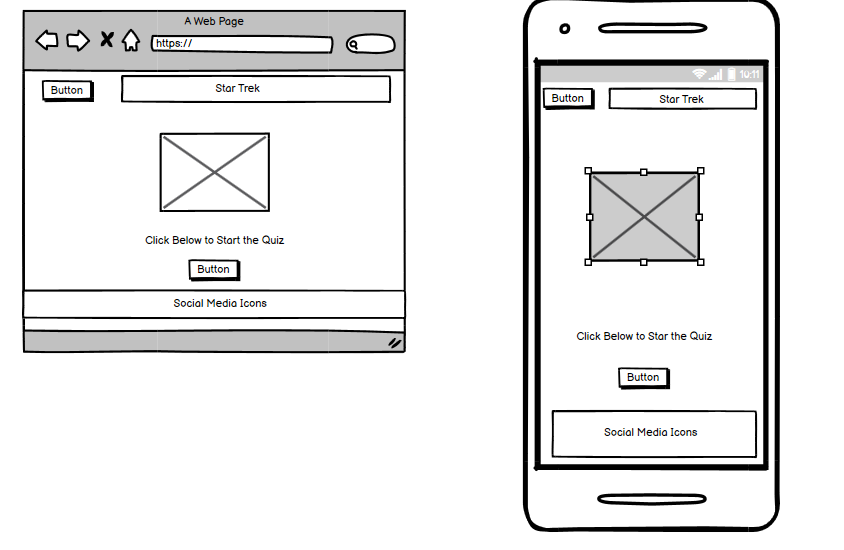 A Web Page
https://
Button
Star Trek
Click Below to Start the Quiz
Button
Social Media Icons
10:11
Button
Star Trek
Click Below to Star the Quiz
Button
Social Media Icons